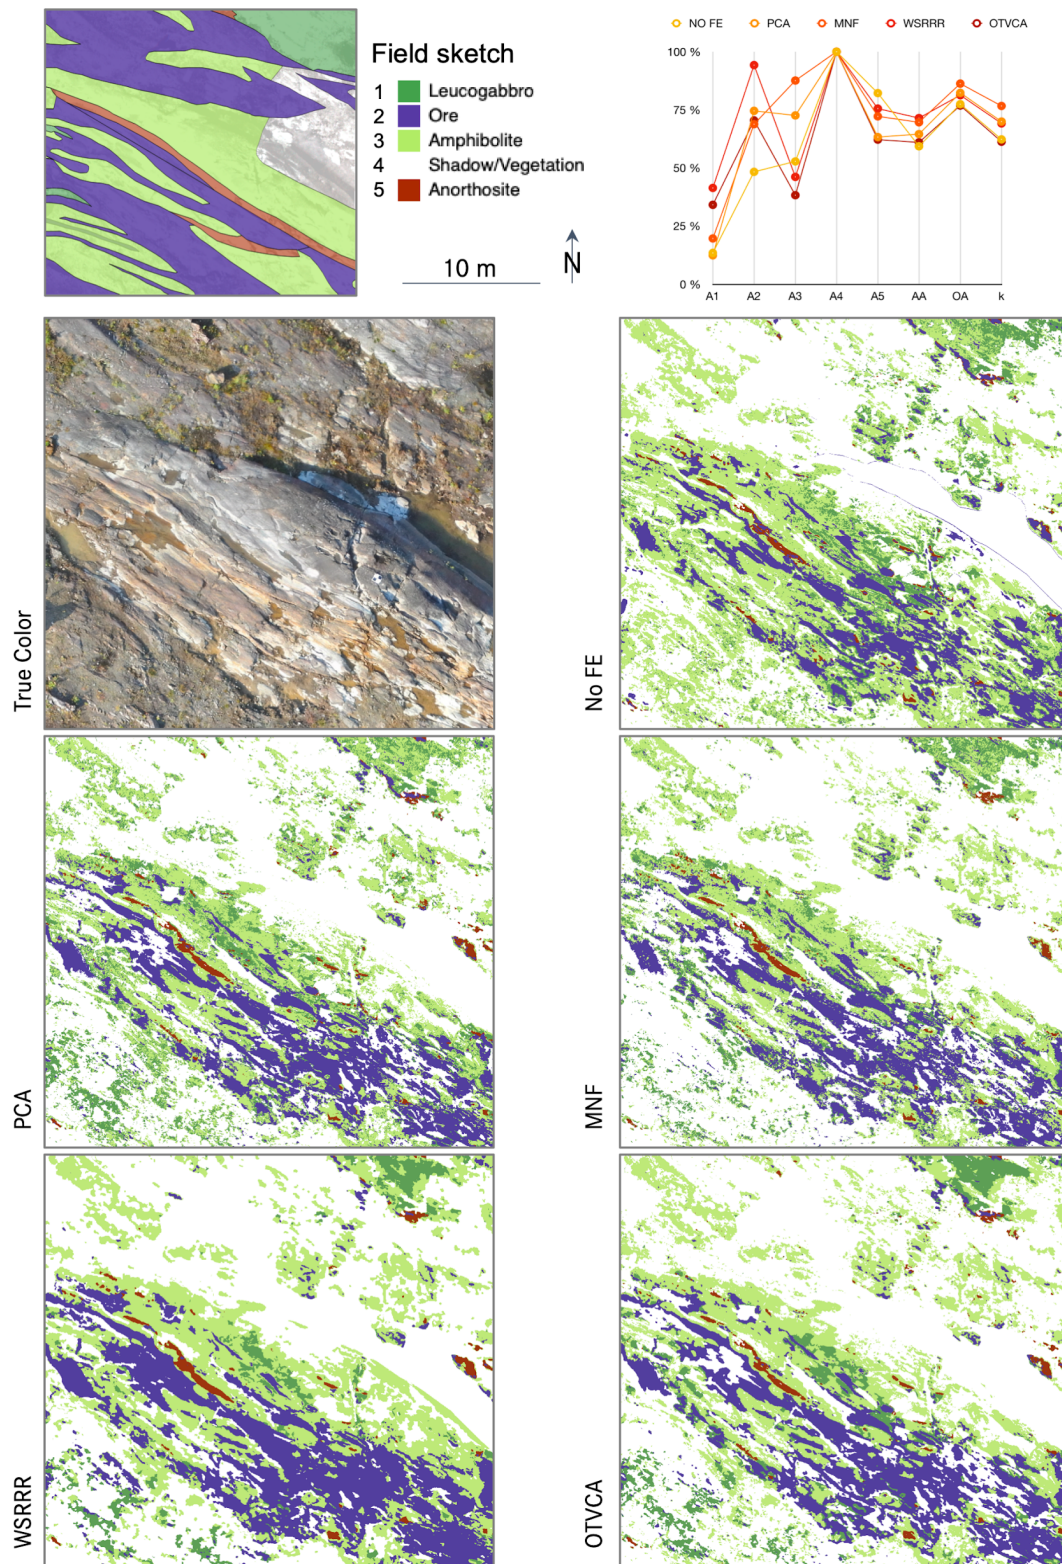 Field sketch
1 Leucogabbro
2 Ore
3 Amphibolite
4 Shadow/Vegetation
5 Anorthosite
10 m
N
NO FE PCA MNF WSRRR OTVCA
100 %
75 %
50 %
25 %
0 %
A1 A2 A3 A4 A5 AA OA k
True Color
No FE
PCA
MNF
WSRRR
OTVCA